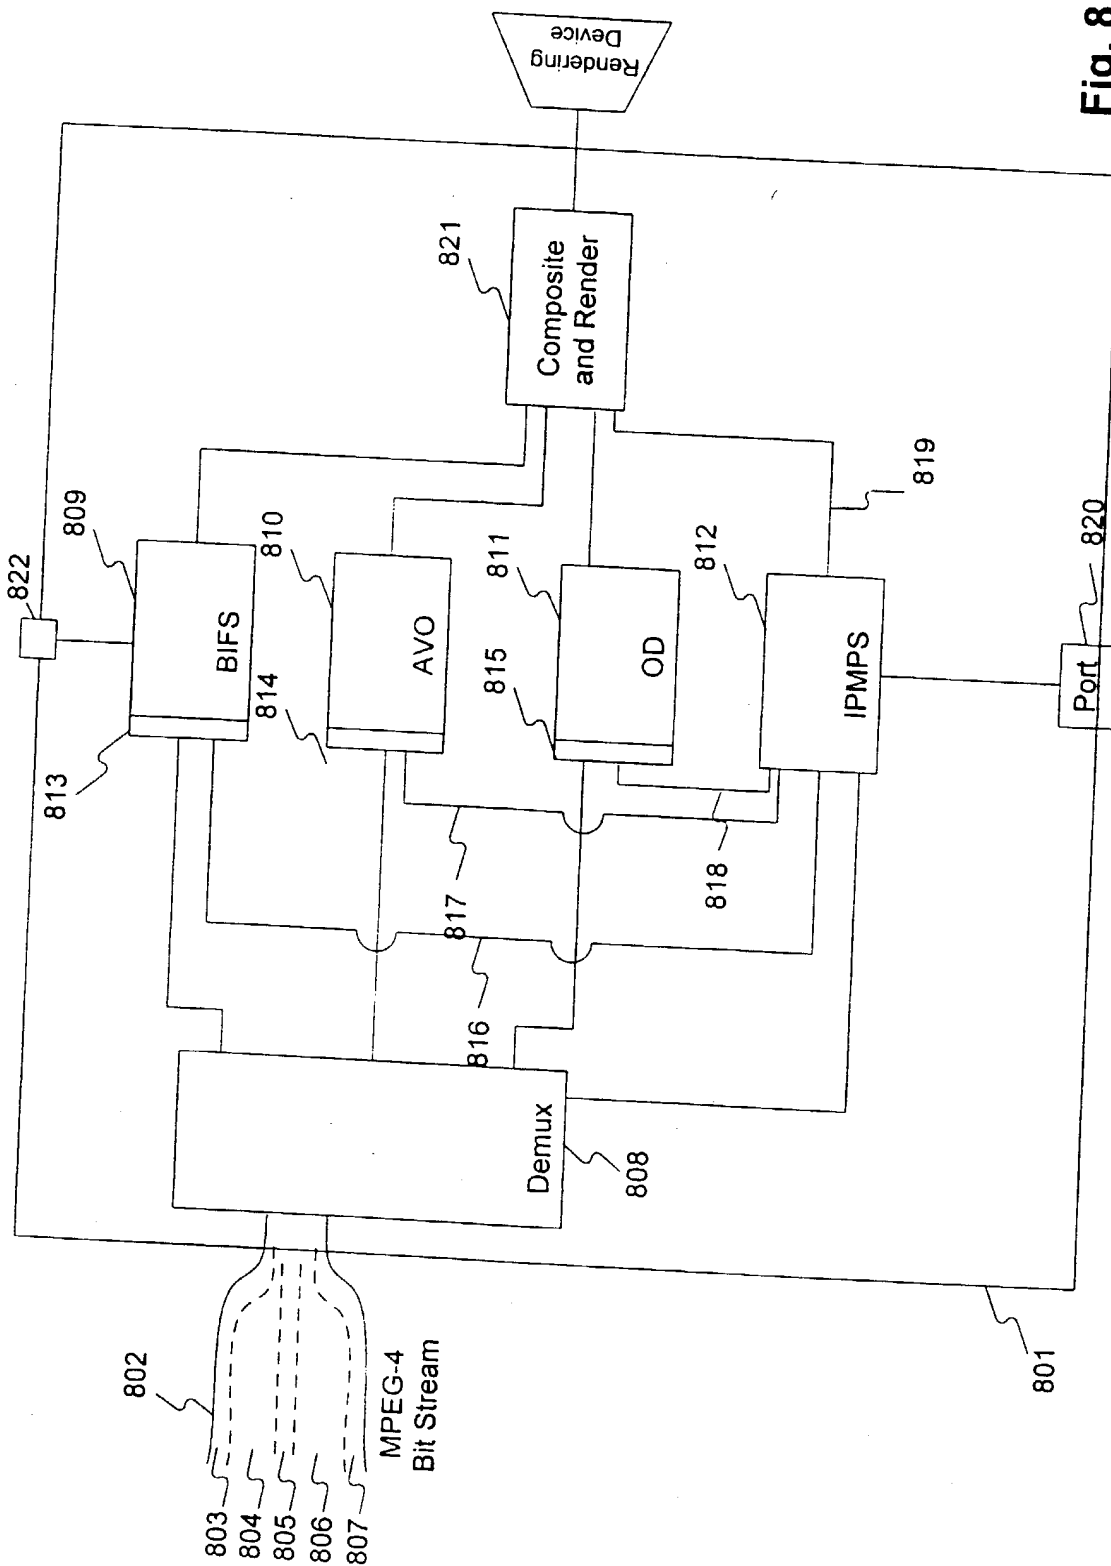 Fig. 8
Rendering
Device
821
Composite
and Render
822
809
BIFS
813
810
AVO
814
811
OD
815
812
IPMPS
819
820
Port
817
818
816
Demux
808
802
MPEG-4
Bit Stream
803
804
805
806
807
801